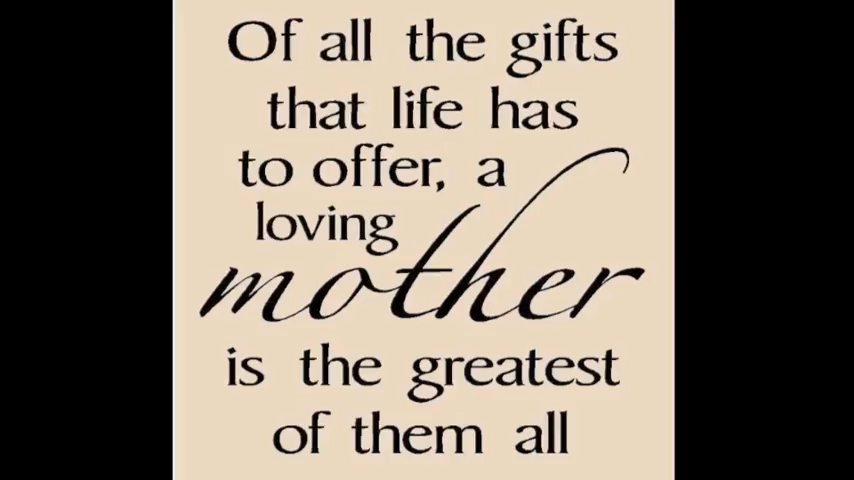 Of all the gifts
that life has
to offer, a
loving
mother
is the greatest
of them all